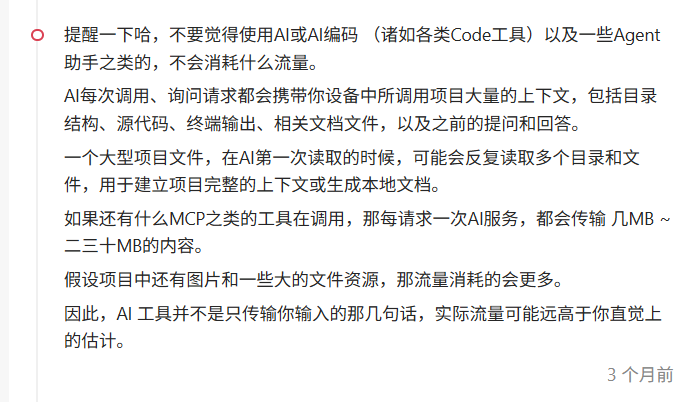 提醒一下哈，不要觉得使用AI或AI编码 （诸如各类Code工具）以及一些Agent
助手之类的，不会消耗什么流量。
AI每次调用、询问请求都会携带你设备中所调用项目大量的上下文，包括目录
结构、源代码、终端输出、相关文档文件，以及之前的提问和回答。
一个大型项目文件，在AI第一次读取的时候，可能会反复读取多个目录和文
件，用于建立项目完整的上下文或生成本地文档。
如果还有什么MCP之类的工具在调用，那每请求一次AI服务，都会传输 几MB ~
二三十MB的内容。
假设项目中还有图片和一些大的文件资源，那流量消耗的会更多。
因此，AI 工具并不是只传输你输入的那几句话，实际流量可能远高于你直觉上
的估计。
3 个月前